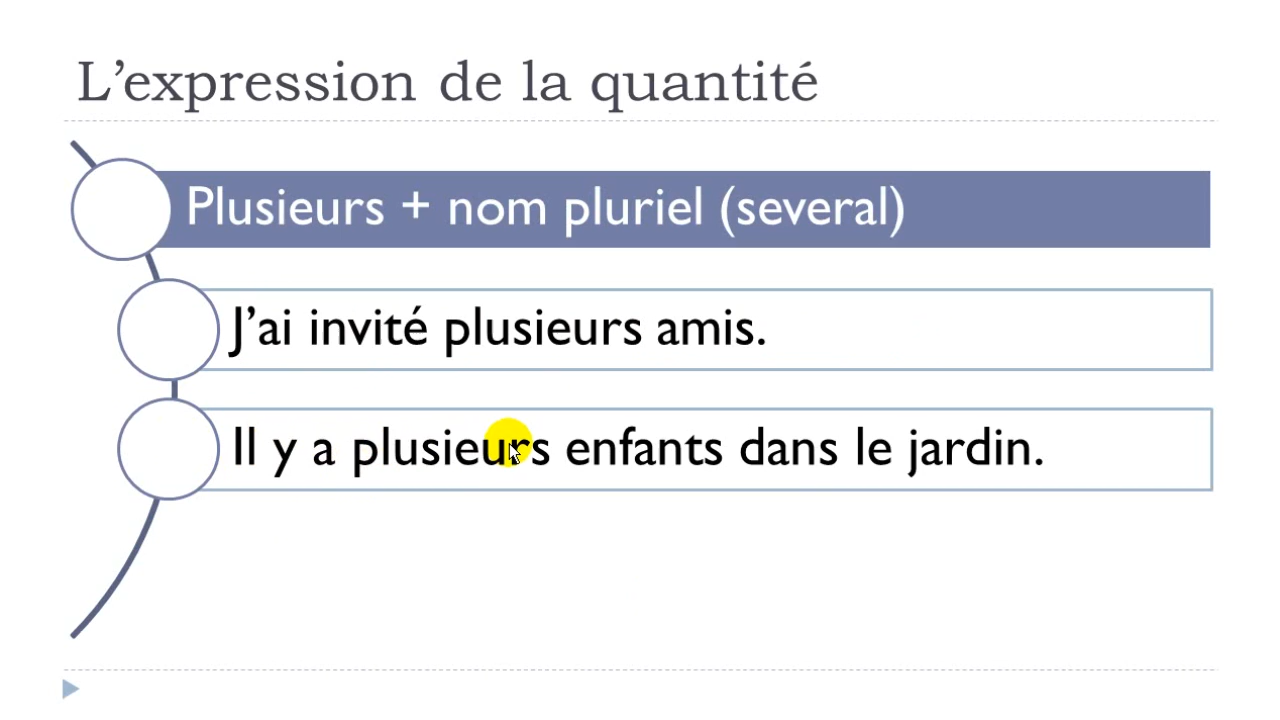 L’expression de la quantité
Plusieurs + nom pluriel (several)
J’ai invité plusieurs amis.
Il y a plusieurs enfants dans le jardin.